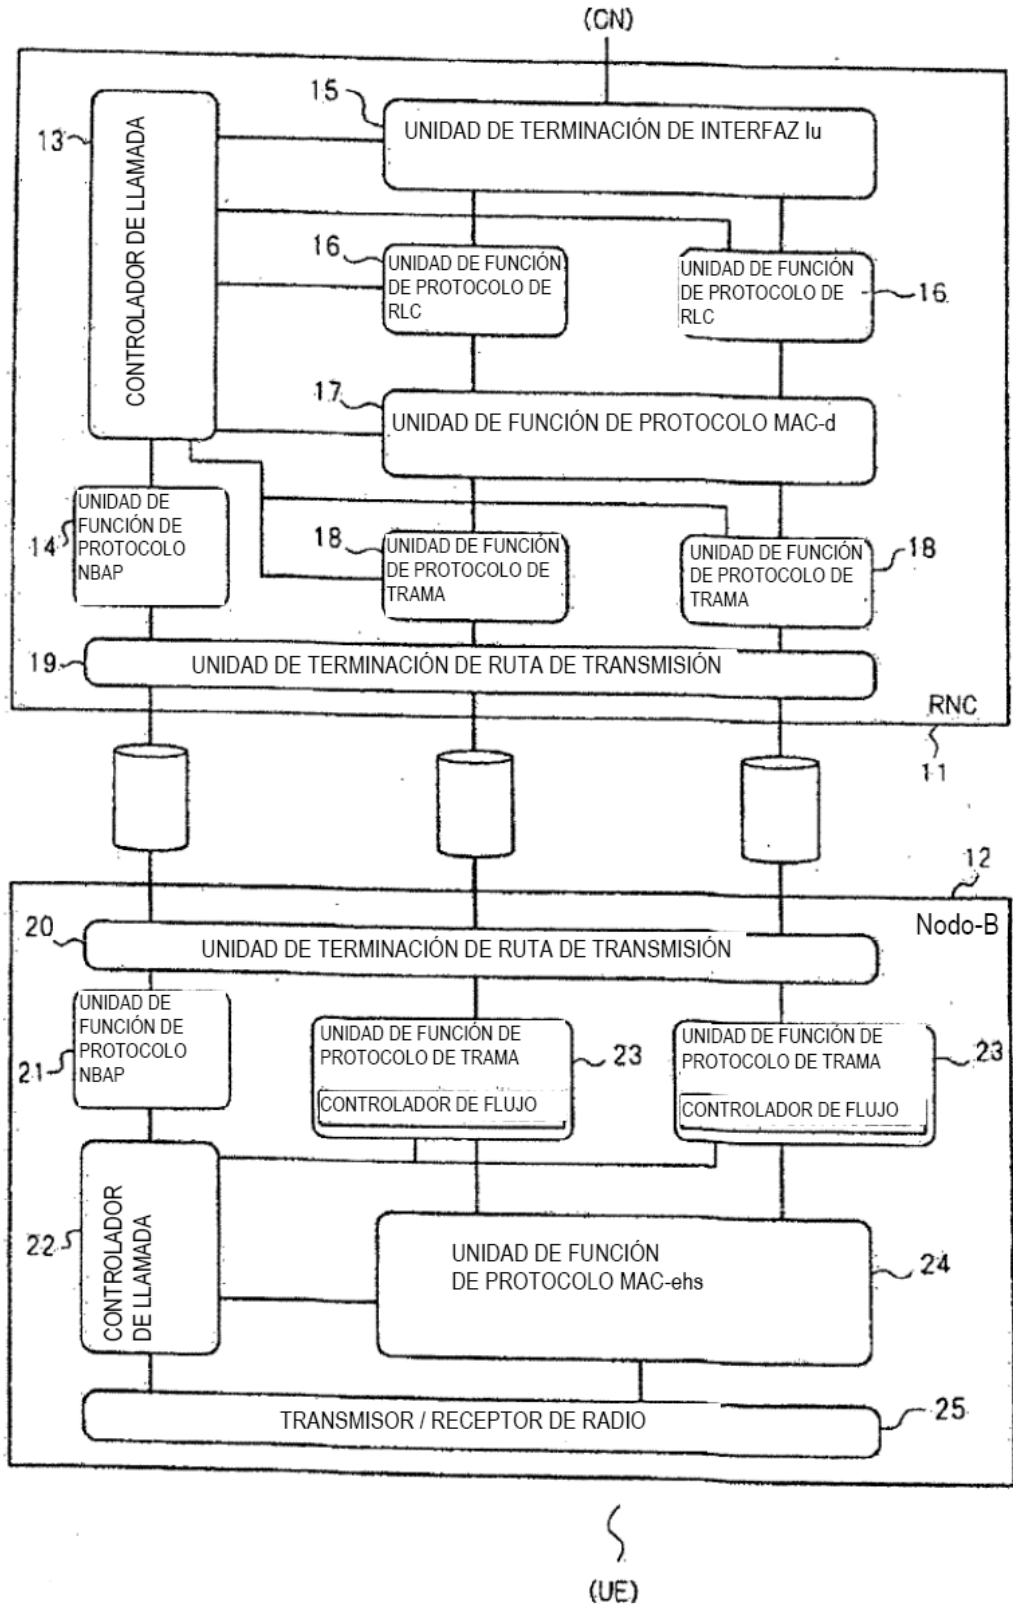 (CN)
15
UNIDAD DE TERMINACIÓN DE INTERFAZ Iu
13
CONTROLADOR DE LLAMADA
16
UNIDAD DE FUNCIÓN
DE PROTOCOLO DE
RLC
UNIDAD DE FUNCIÓN
DE PROTOCOLO DE
RLC
16
17
UNIDAD DE FUNCIÓN DE PROTOCOLO MAC-d
14
UNIDAD DE
FUNCIÓN DE
PROTOCOLO
NBAP
18
UNIDAD DE FUNCIÓN
DE PROTOCOLO DE
TRAMA
UNIDAD DE FUNCIÓN
DE PROTOCOLO DE
TRAMA
18
19
UNIDAD DE TERMINACIÓN DE RUTA DE TRANSMISIÓN
RNC
11
12
Nodo-B
20
UNIDAD DE TERMINACIÓN DE RUTA DE TRANSMISIÓN
21
UNIDAD DE
FUNCIÓN DE
PROTOCOLO
NBAP
UNIDAD DE FUNCIÓN DE
PROTOCOLO DE TRAMA
CONTROLADOR DE FLUJO
23
UNIDAD DE FUNCIÓN DE
PROTOCOLO DE TRAMA
CONTROLADOR DE FLUJO
23
22
CONTROLADOR
DE LLAMADA
UNIDAD DE FUNCIÓN
DE PROTOCOLO MAC-ehs
24
TRANSMISOR / RECEPTOR DE RADIO
25
(UE)